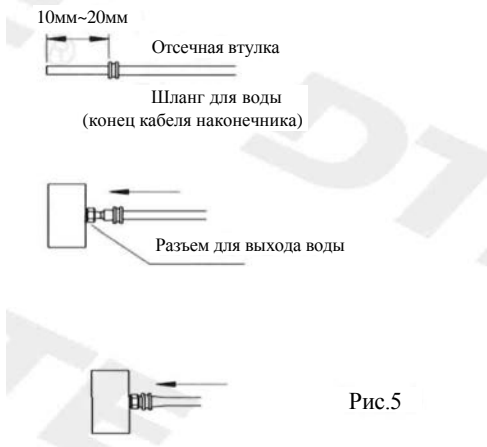 10мм~20мм
Отсечная втулка
Шланг для воды
(конец кабеля наконечника)
Разъем для выхода воды
Рис.5